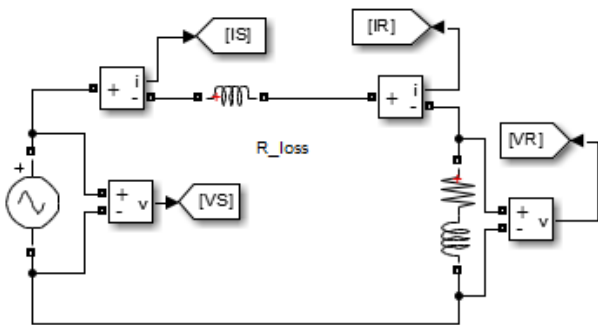 [IS]
[IR]
+
i
-
+
i
-
R_loss
[VR]
+
+
-
v
[VS]
+
-
v